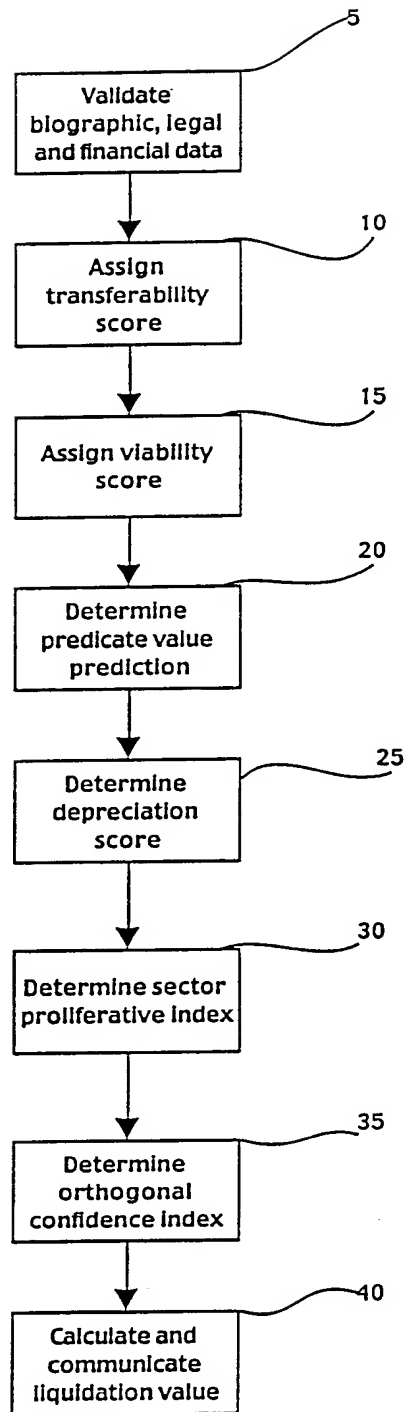 5
Validate
biographic, legal
and financial data
10
Assign
transferability
score
15
Assign viability
score
20
Determine
predicate value
prediction
25
Determine
depreciation
score
30
Determine sector
proliferative index
35
Determine
orthogonal
confidence index
40
Calculate and
communicate
liquidation value